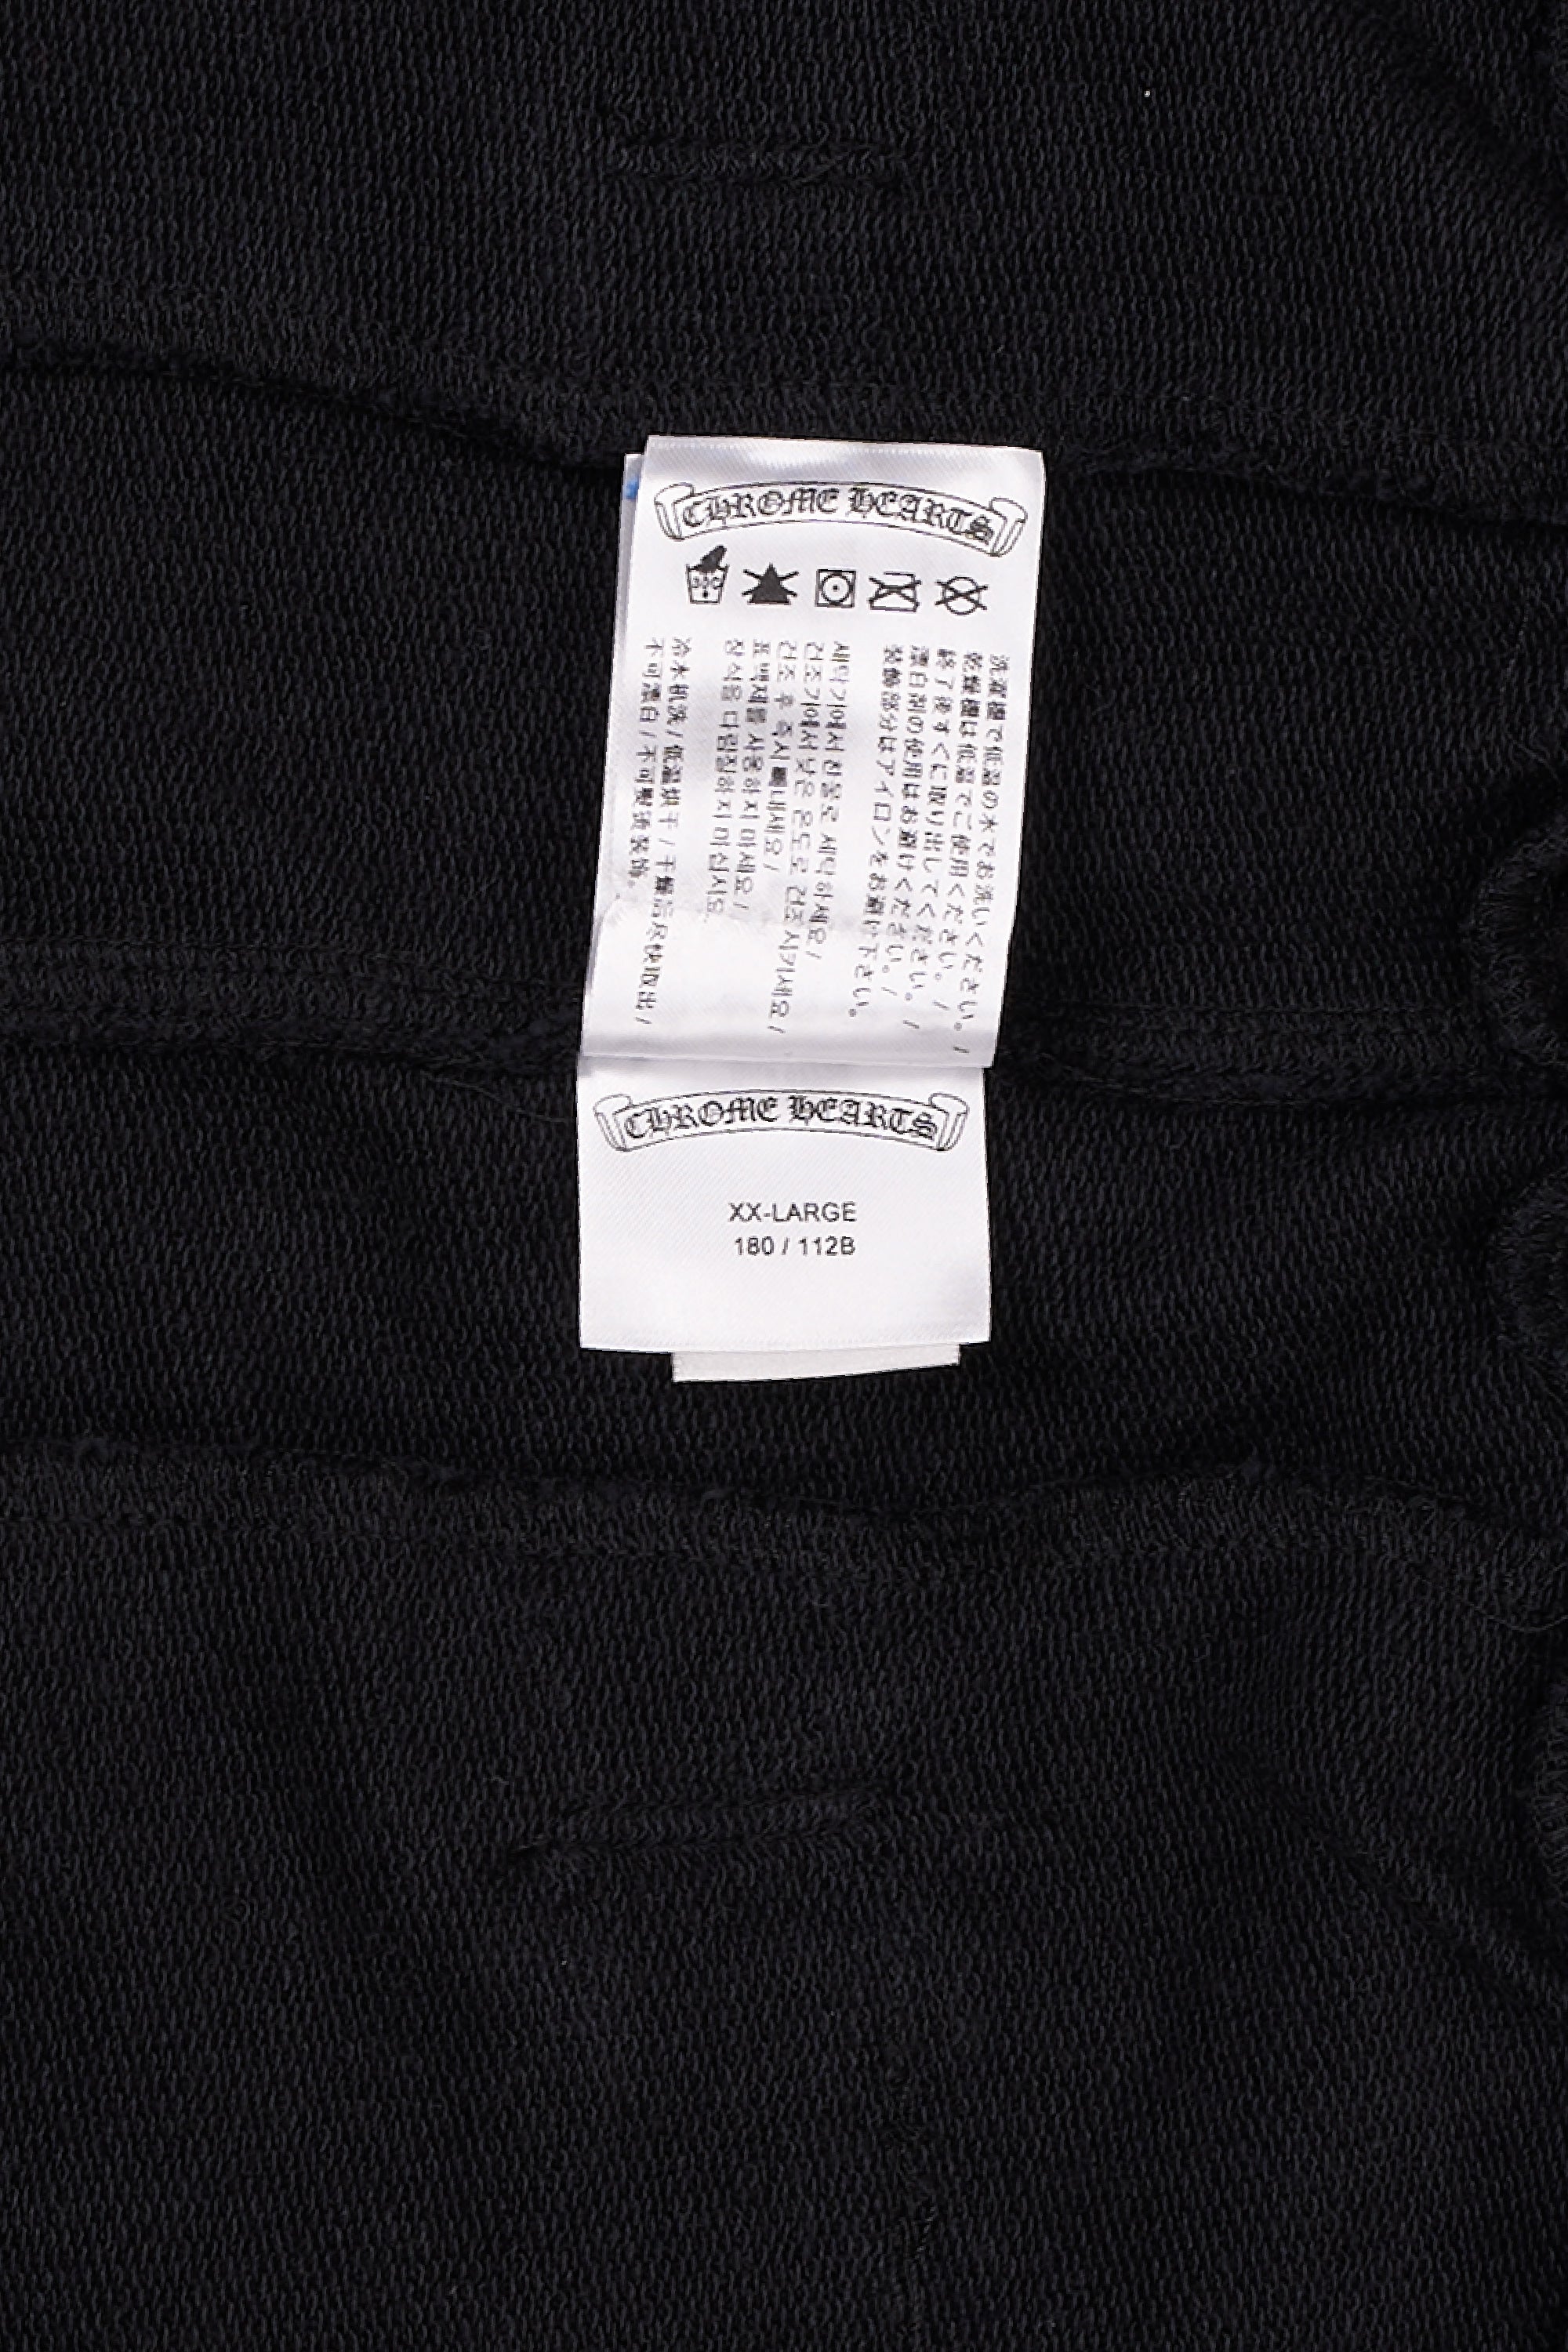 CHROME HEARTS
洗濯機で低温の水でお洗いください。/
乾燥機は低温でご使用ください。/
終了後すぐに取り出してください。/
漂白剤の使用はお避けください。/
装飾部分はアイロンをお避け下さい。
세탁기에서 찬물로 세탁하세요/
건조기에서 낮은 온도로 건조시키세요/
건조 후 즉시 빼내세요/
표백제를 사용하지 마세요/
장식을 다림질하지 마십시요.
冷水机洗/低温烘干/干燥后尽快取出/
不可漂白/不可熨烫装饰。
CHROME HEARTS
XX-LARGE
180 / 112B